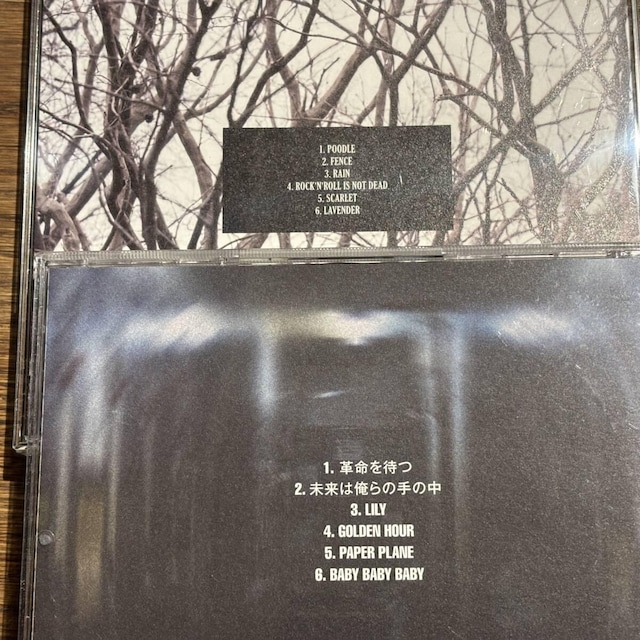 1. POODLE
2. FENCE
3. RAIN
4. ROCK'N'ROLL IS NOT DEAD
5. SCARLET
6. LAVENDER
1. 革命を待つ
2. 未来は俺らの手の中
3. LILY
4. GOLDEN HOUR
5. PAPER PLANE
6. BABY BABY BABY